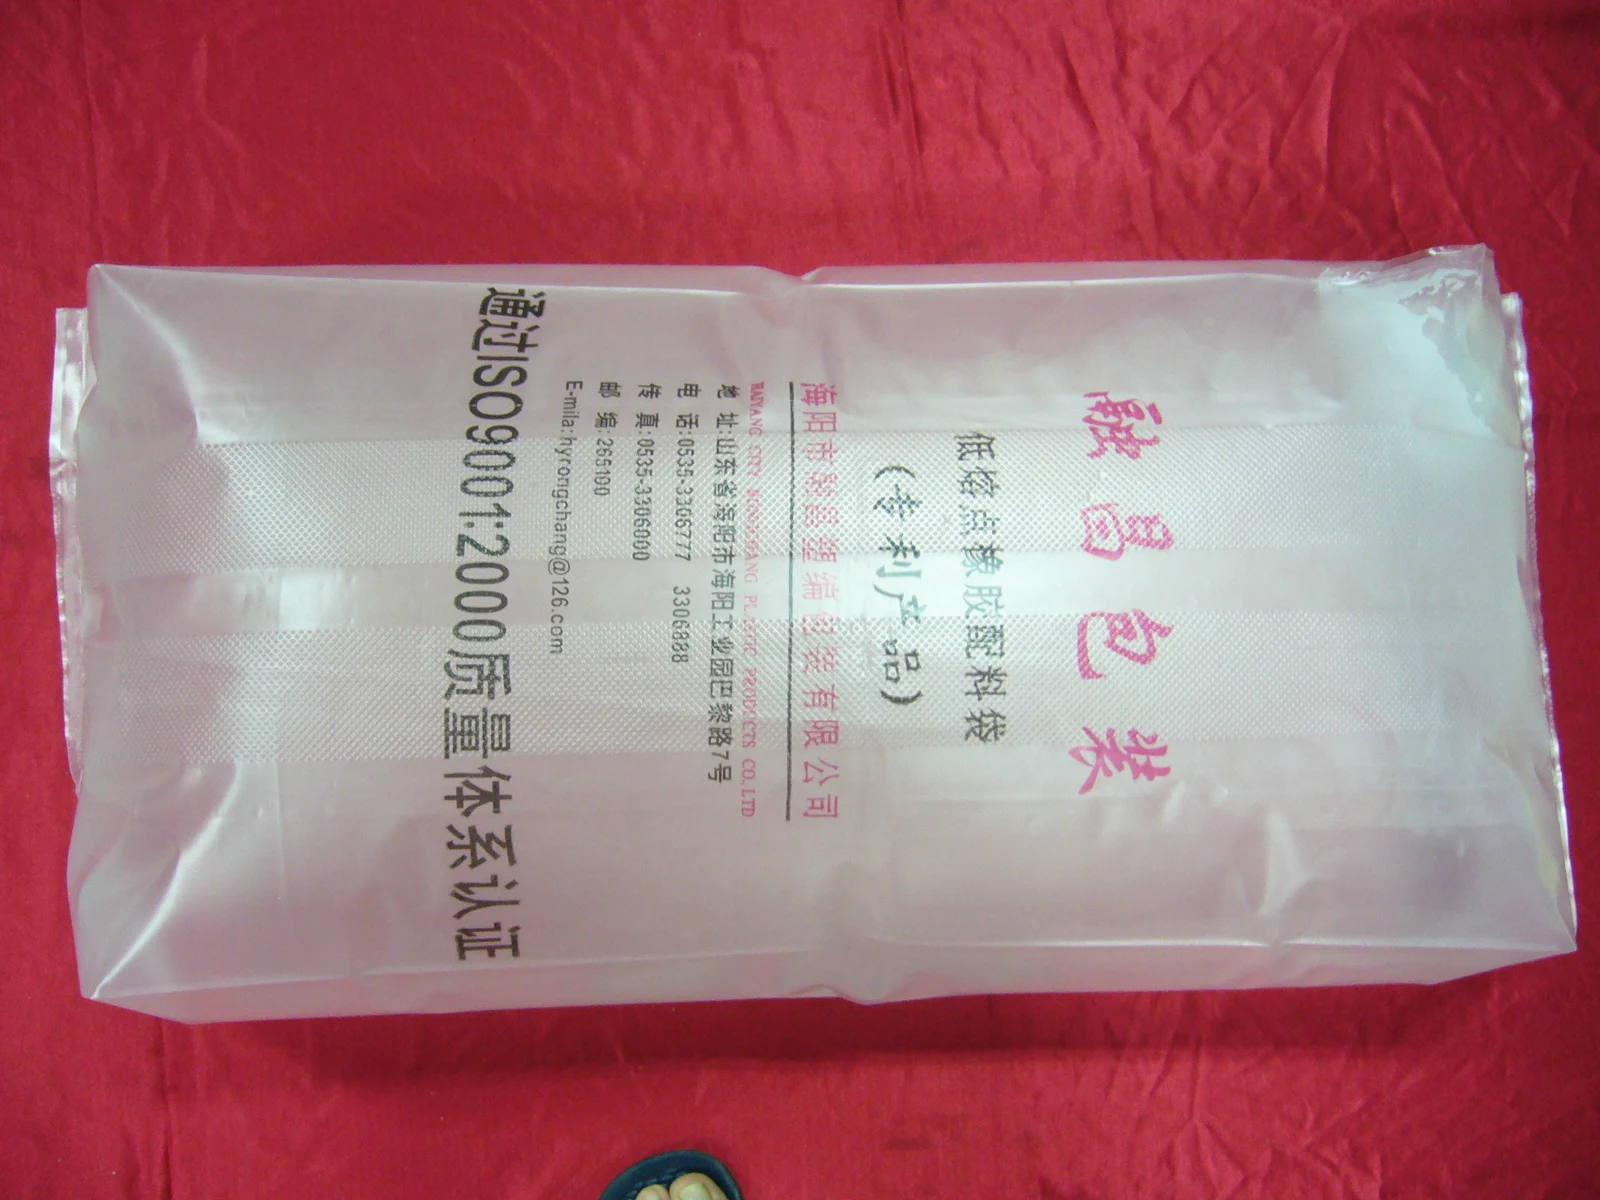 融昌包装
低熔点橡胶配料袋
(专利产品)
海阳市融昌塑编包装有限公司
HAIYANG CITY RONGCHANG PLASTIC PRODUCTS CO.,LTD
地 址:山东省海阳市海阳工业园巴黎路7号
电 话:0535-3306777 3306888
传 真:0535-3306000
邮 编:265100
E-mila:hyrongchang@126.com
通过ISO9001:2000质量体系认证